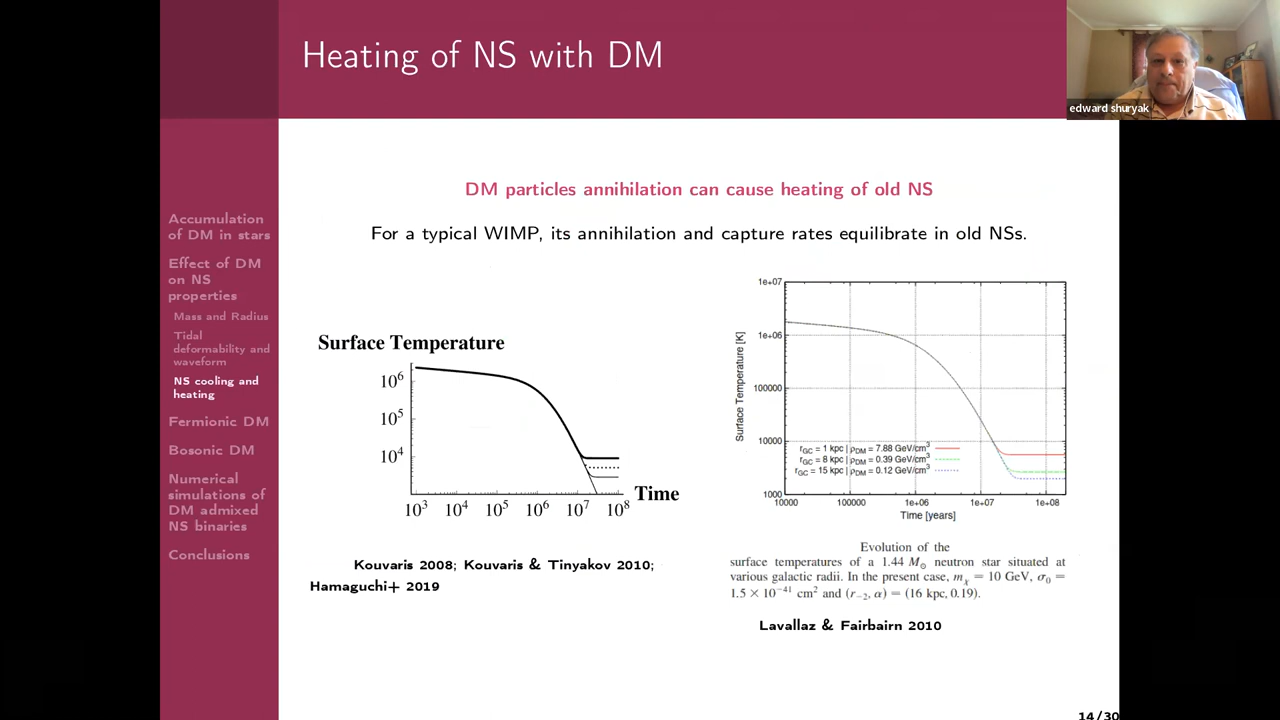 Heating of NS with DM
edward shuryak
Accumulation
of DM in stars
Effect of DM
on NS
properties
Mass and Radius
Tidal
deformability and
waveform
NS cooling and
heating
Fermionic DM
Bosonic DM
Numerical
simulations of
DM admixed
NS binaries
Conclusions
DM particles annihilation can cause heating of old NS
For a typical WIMP, its annihilation and capture rates equilibrate in old NSs.
Surface Temperature
10⁶
10⁵
10⁴
Time
10³ 10⁴ 10⁵ 10⁶ 10⁷ 10⁸
Kouvaris 2008; Kouvaris & Tinyakov 2010;
Hamaguchi+ 2019
1e+07
1e+06
100000
10000
1000
Surface Temperature [K]
r_GC = 1 kpc | ρ_DM = 7.88 GeV/cm³
r_GC = 8 kpc | ρ_DM = 0.39 GeV/cm³
r_GC = 15 kpc | ρ_DM = 0.12 GeV/cm³
10000 100000 1e+06 1e+07 1e+08
Time [years]
Evolution of the
surface temperatures of a 1.44 M⊙ neutron star situated at
various galactic radii. In the present case, m_χ = 10 GeV, σ₀ =
1.5 × 10⁻⁴¹ cm² and (r₋₂, α) = (16 kpc, 0.19).
Lavallaz & Fairbairn 2010
14/30